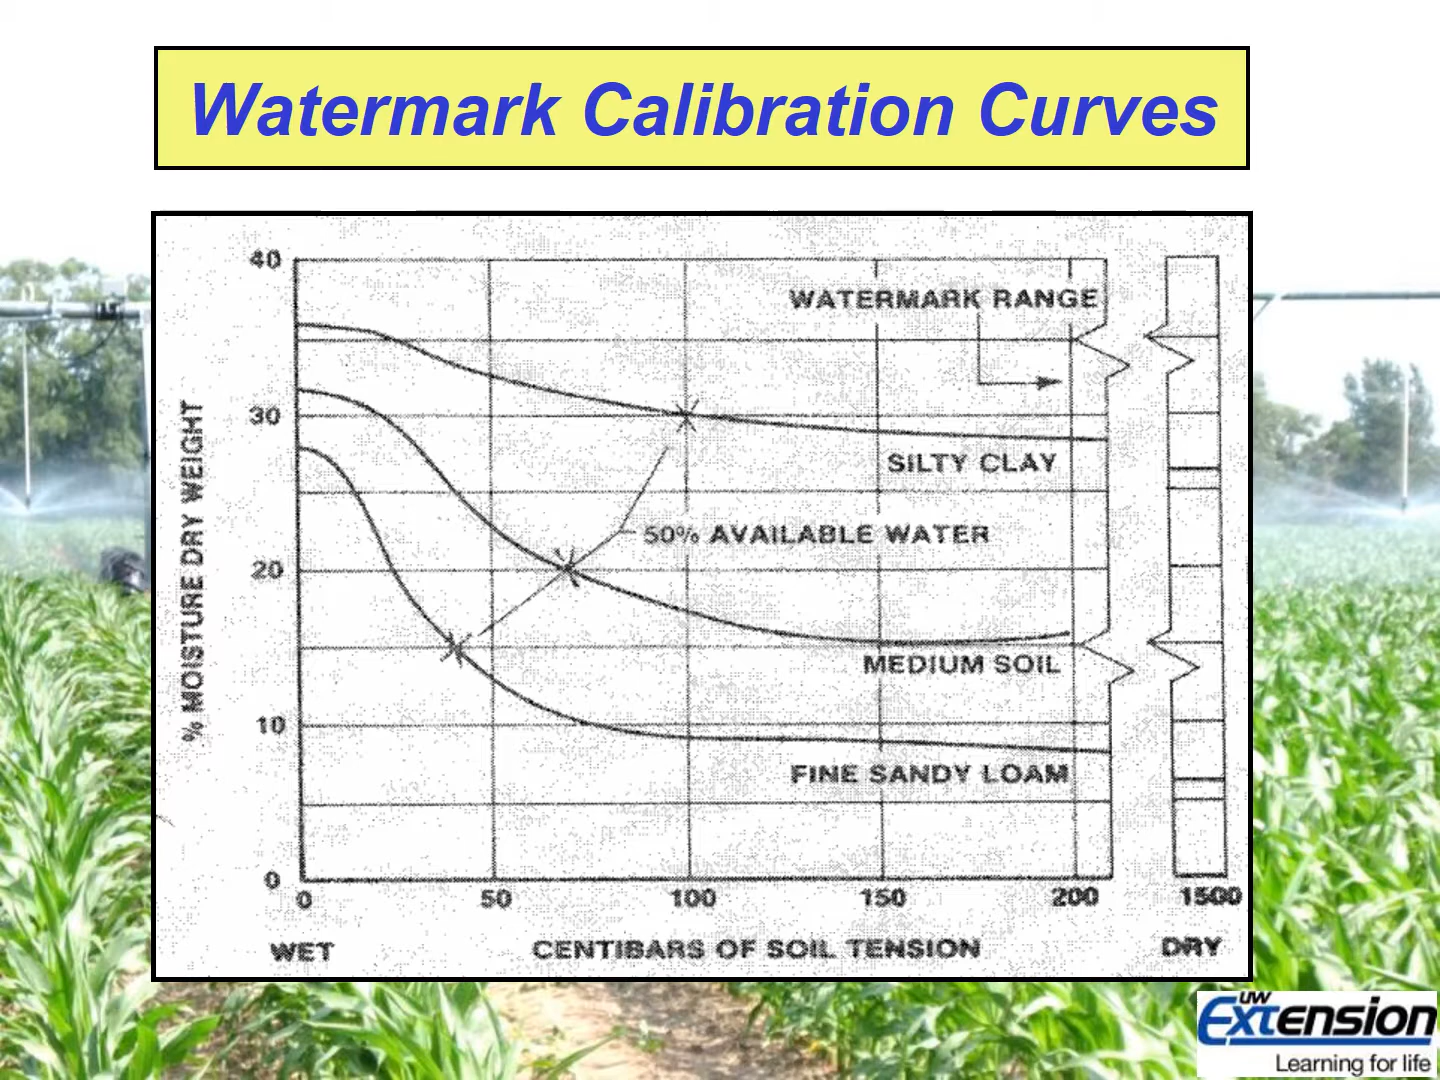 Watermark Calibration Curves
40
WATERMARK RANGE
30
SILTY CLAY
50% AVAILABLE WATER
20
MEDIUM SOIL
10
FINE SANDY LOAM
0
% MOISTURE DRY WEIGHT
0 50 100 150 200 1500
WET CENTIBARS OF SOIL TENSION DRY
UW
Extension
Learning for life